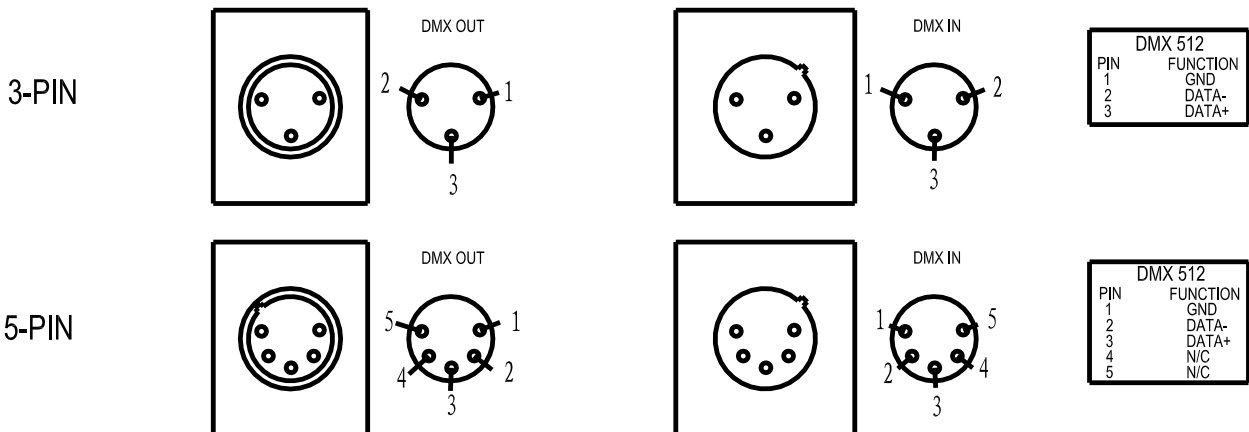 DMX OUT
DMX IN
3-PIN
2
1
3
1
2
3
DMX 512
PIN FUNCTION
1 GND
2 DATA-
3 DATA+
DMX OUT
DMX IN
5-PIN
5
1
4
2
3
1
5
2
4
3
DMX 512
PIN FUNCTION
1 GND
2 DATA-
3 DATA+
4 N/C
5 N/C